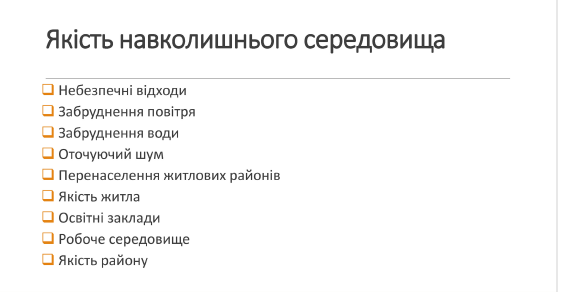 Якість навколишнього середовища
Небезпечні відходи
Забруднення повітря
Забруднення води
Оточуючий шум
Перенаселення житлових районів
Якість житла
Освітні заклади
Робоче середовище
Якість району